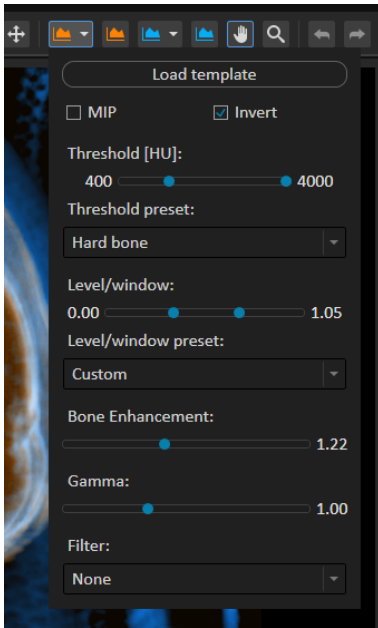 Load template
MIP Invert
Threshold [HU]:
400 4000
Threshold preset:
Hard bone
Level/window:
0.00 1.05
Level/window preset:
Custom
Bone Enhancement:
1.22
Gamma:
1.00
Filter:
None